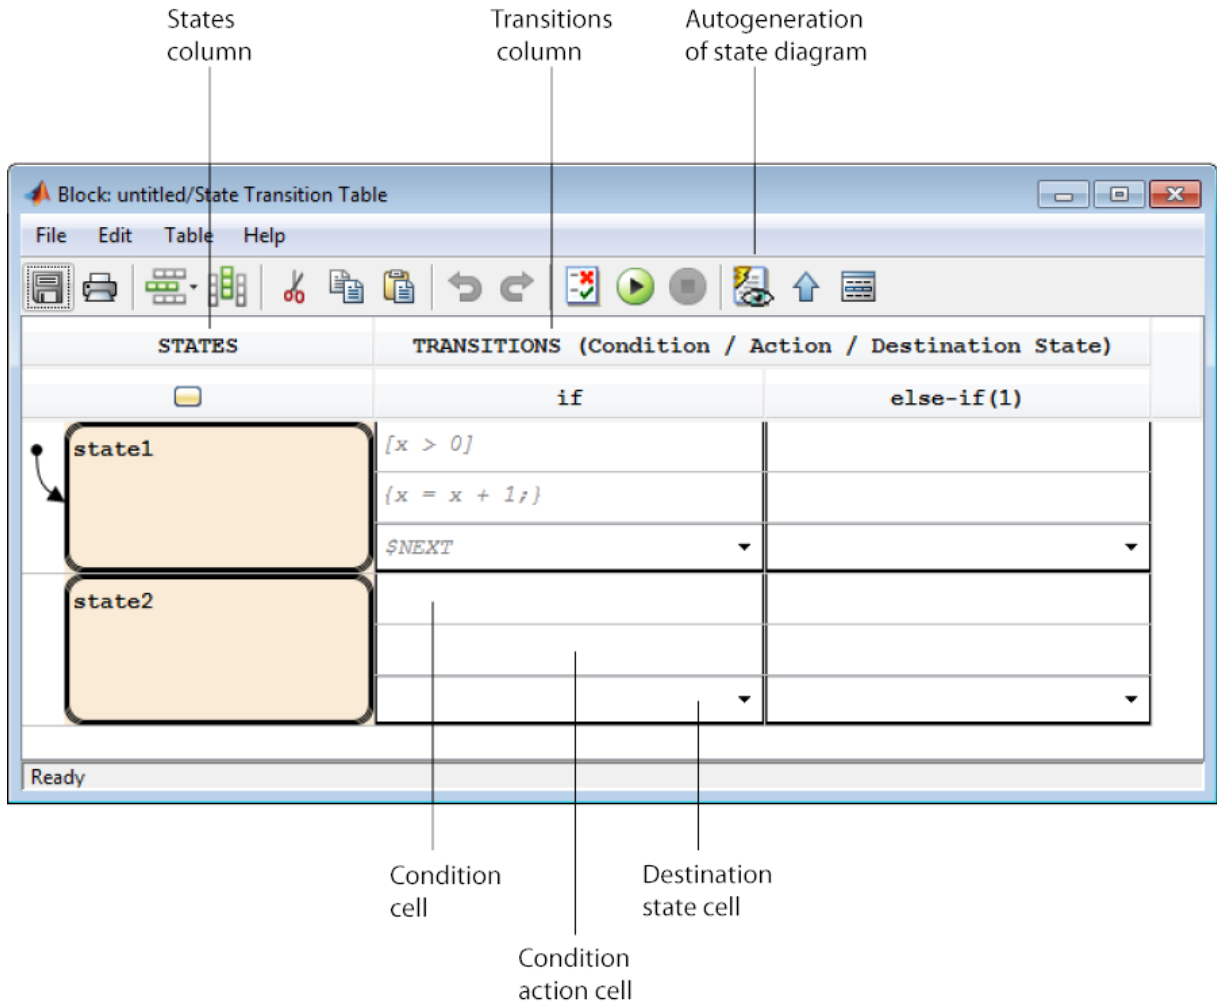 States
column
Transitions
column
Autogeneration
of state diagram
Block: untitled/State Transition Table
File Edit Table Help
STATES
TRANSITIONS (Condition / Action / Destination State)
if
else-if(1)
state1
[x > 0]
{x = x + 1;}
$NEXT
state2
Ready
Condition
cell
Destination
state cell
Condition
action cell